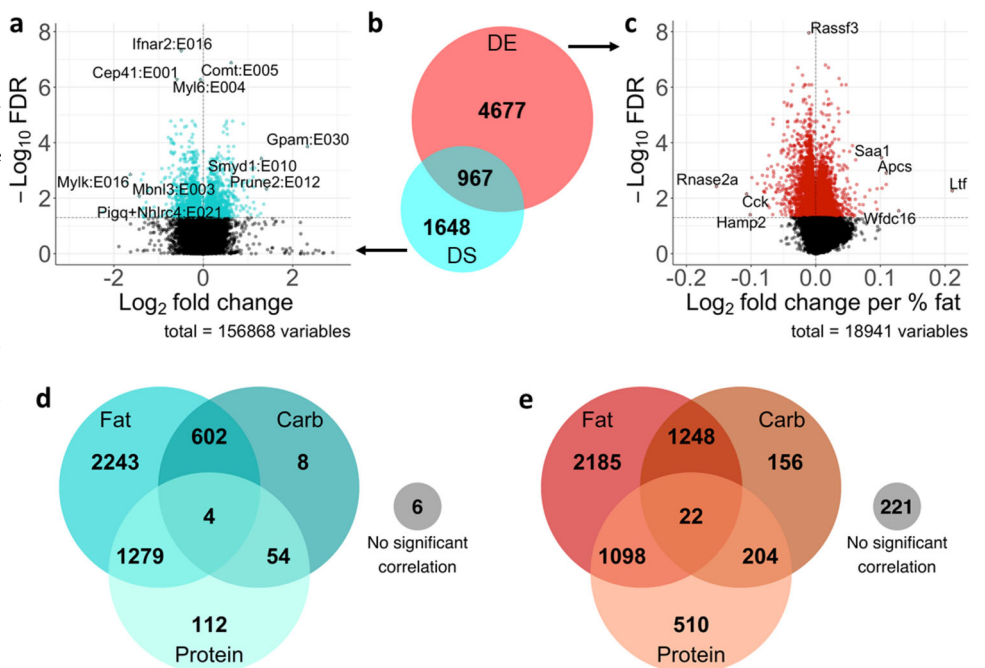 a
8
6
4
2
0
−Log10 FDR
Ifnar2:E016
Cep41:E001
Comt:E005
Myl6:E004
Gpam:E030
Smyd1:E010
Mylk:E016
Mbnl3:E003
Prune2:E012
Pigq+Nhlrc4:E021
-2
0
2
Log2 fold change
total = 156868 variables
b
DE
4677
967
1648
DS
c
8
6
4
2
0
−Log10 FDR
Rassf3
Saa1
Apcs
Rnase2a
Ltf
Cck
Hamp2
Wfdc16
-0.2
-0.1
0.0
0.1
0.2
Log2 fold change per % fat
total = 18941 variables
d
Fat
602
Carb
2243
8
4
1279
54
112
Protein
6
No significant
correlation
e
Fat
1248
Carb
2185
156
22
1098
204
510
Protein
221
No significant
correlation